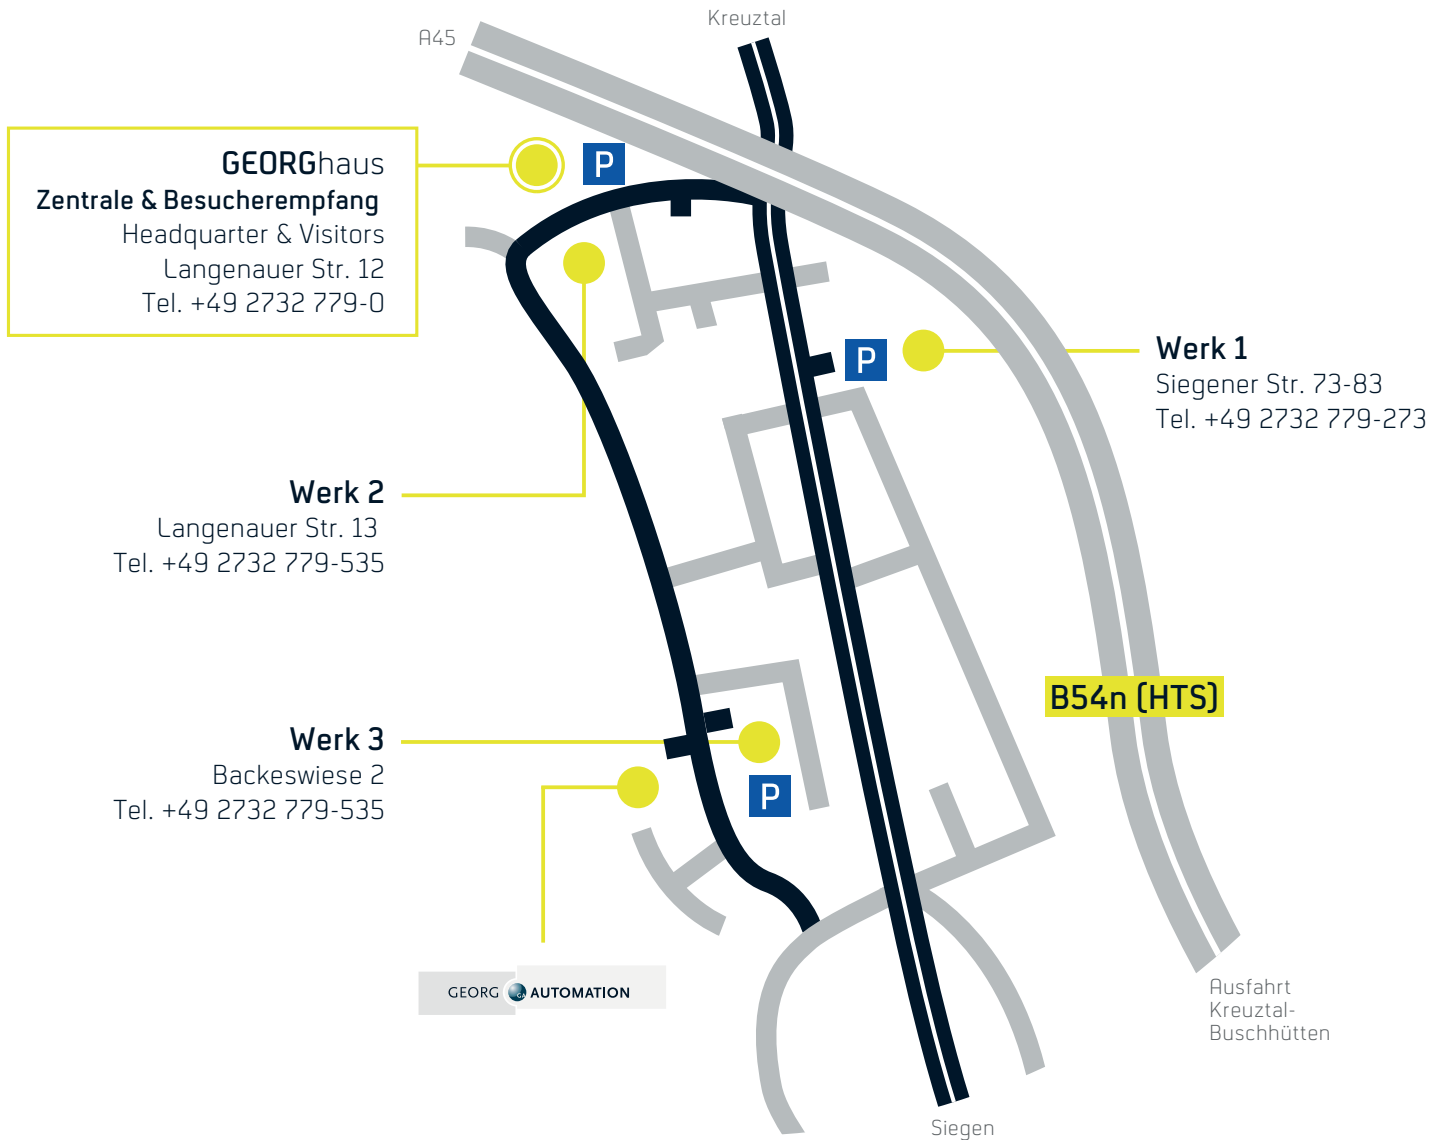 Kreuztal
A45
P
GEORGhaus
Zentrale & Besucherempfang
Headquarter & Visitors
Langenauer Str. 12
Tel. +49 2732 779-0
P
Werk 1
Siegener Str. 73-83
Tel. +49 2732 779-273
Werk 2
Langenauer Str. 13
Tel. +49 2732 779-535
B54n (HTS)
Werk 3
Backeswiese 2
Tel. +49 2732 779-535
P
GEORG GA AUTOMATION
Ausfahrt
Kreuztal-
Buschhütten
Siegen